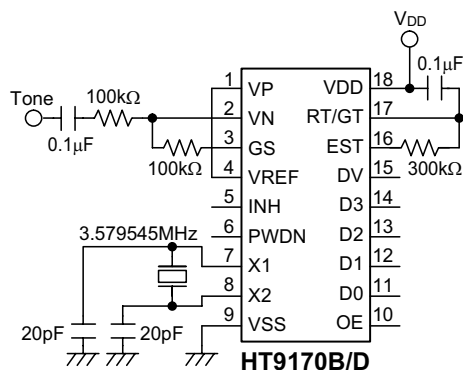 VDD
Tone
0.1μF
100kΩ
100kΩ
1 VP VDD 18
2 VN RT/GT 17
3 GS EST 16
4 VREF DV 15
5 INH D3 14
6 PWDN D2 13
7 X1 D1 12
8 X2 D0 11
9 VSS OE 10
0.1μF
300kΩ
3.579545MHz
20pF
20pF
HT9170B/D